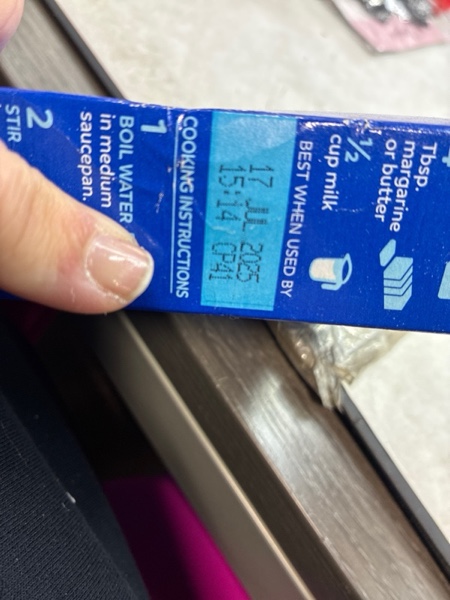 Tbsp.
margarine
or butter
½
cup milk
BEST WHEN USED BY
17 JUL 2025
15:14 CP41
COOKING INSTRUCTIONS
1
BOIL WATER
in medium
saucepan.
2
STIR